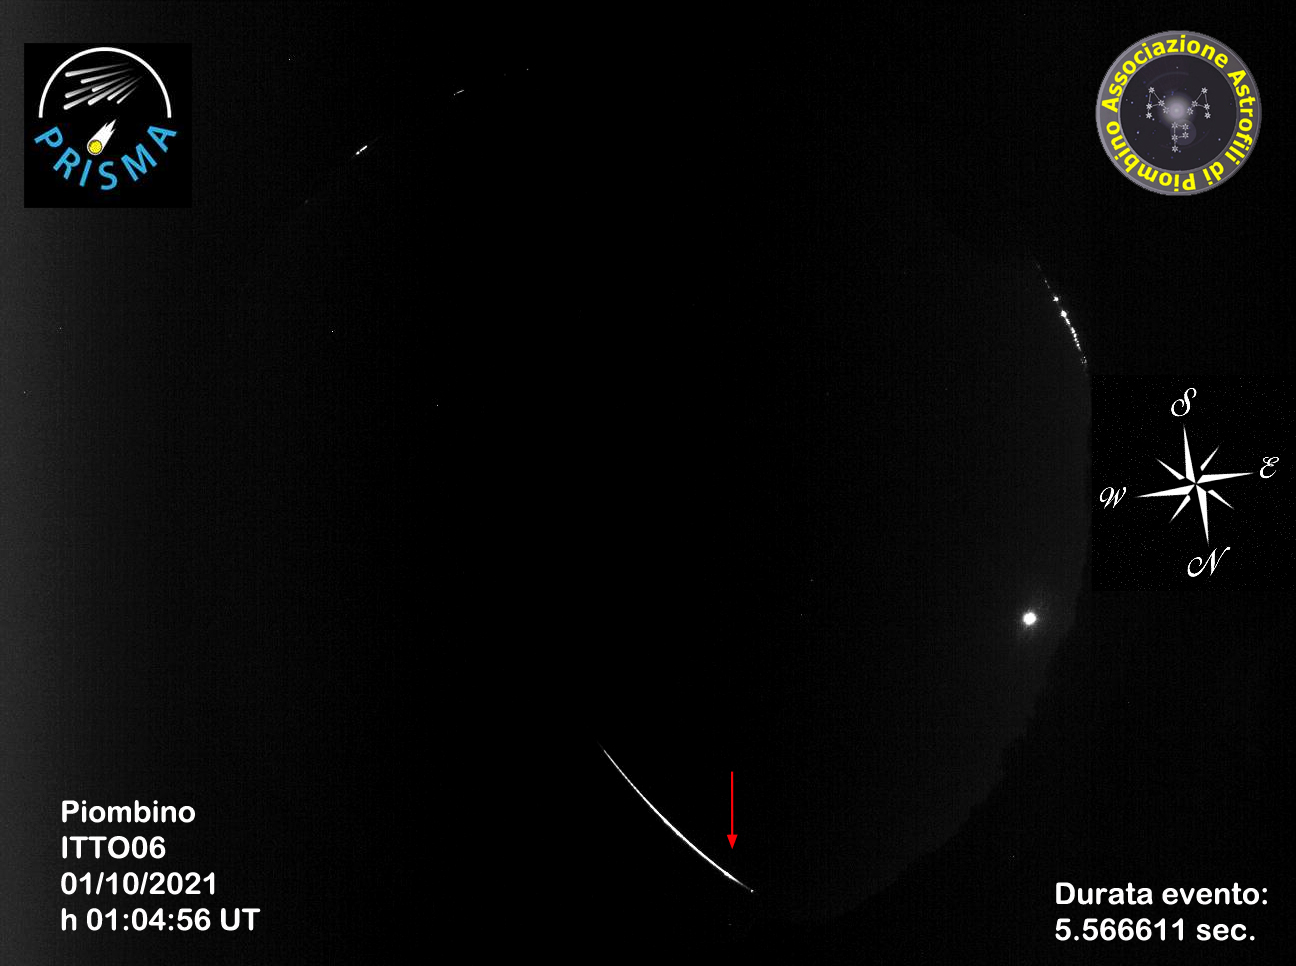 PRISMA
Associazione Astrofili di Piombino
S
E
W
N
Piombino
ITTO06
01/10/2021
h 01:04:56 UT
Durata evento:
5.566611 sec.